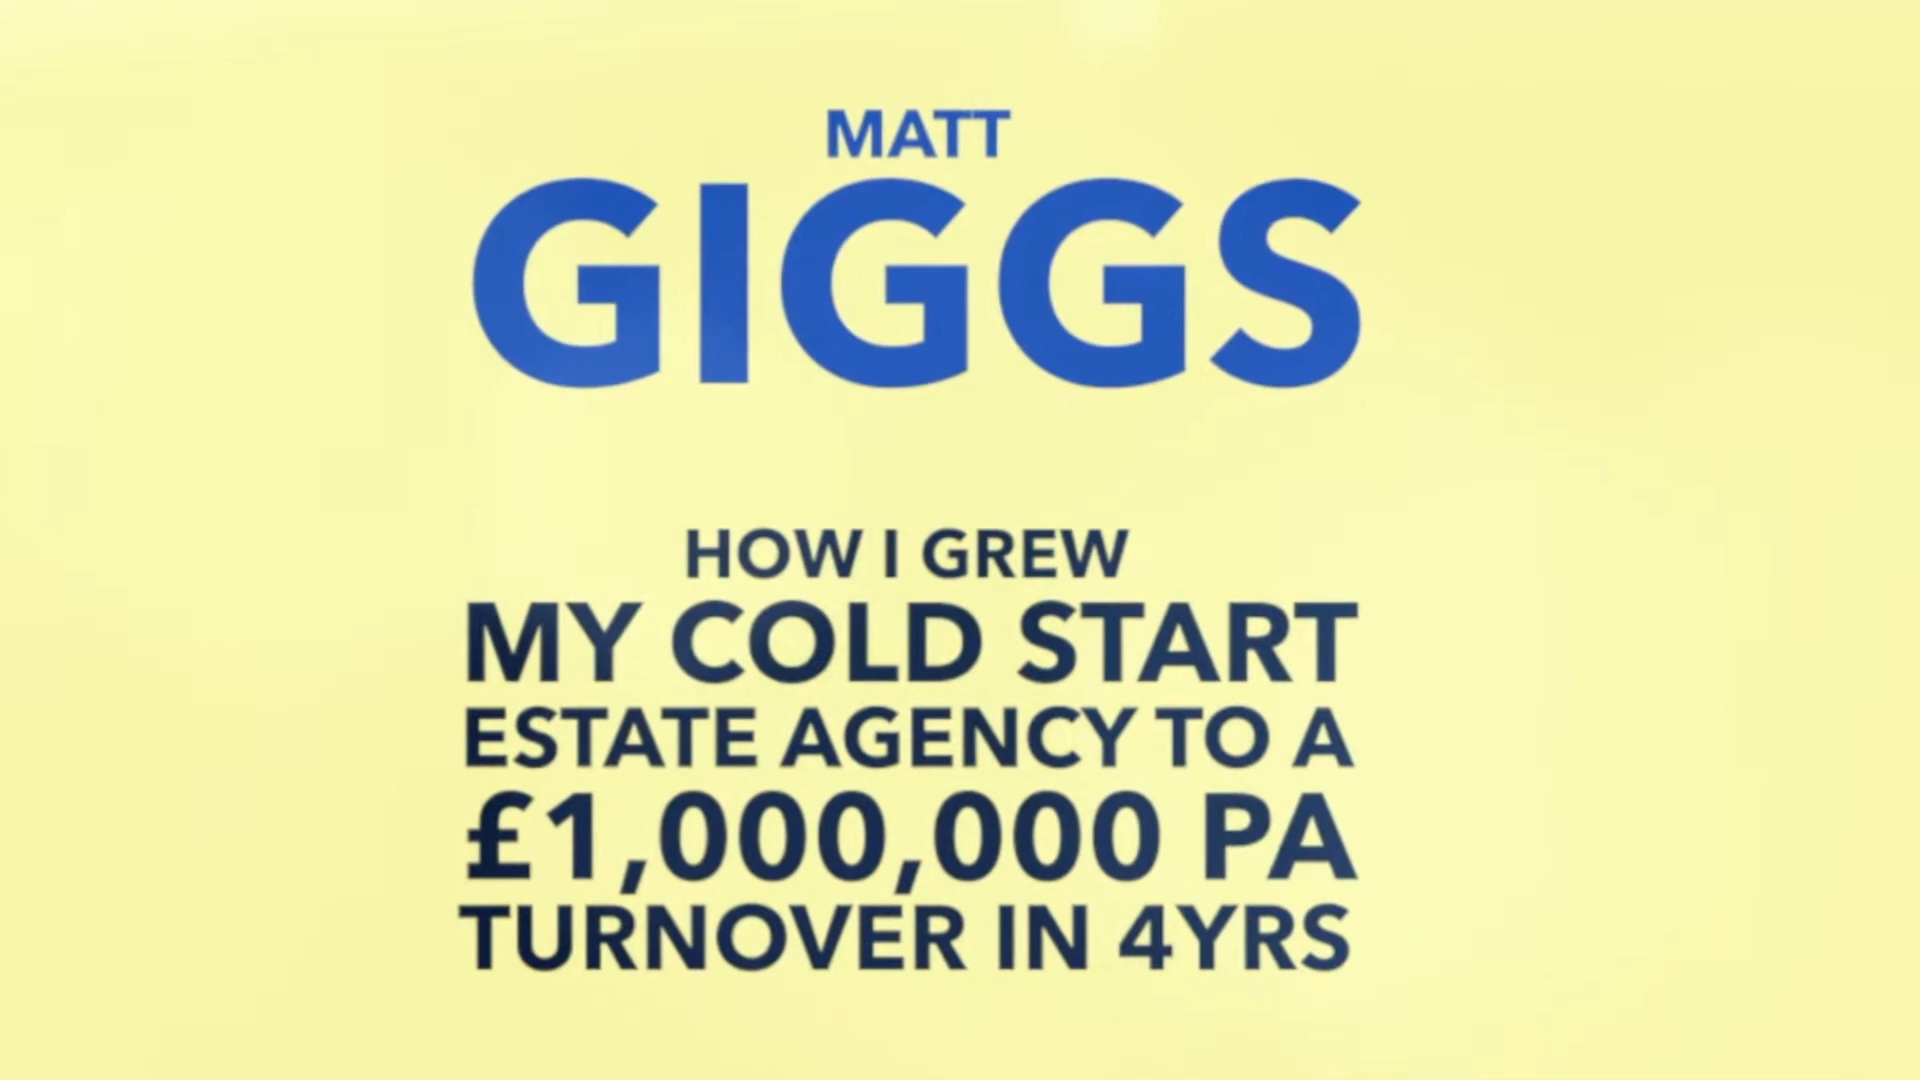 MATT
GIGGS
HOW I GREW
MY COLD START
ESTATE AGENCY TO A
£1,000,000 PA
TURNOVER IN 4YRS